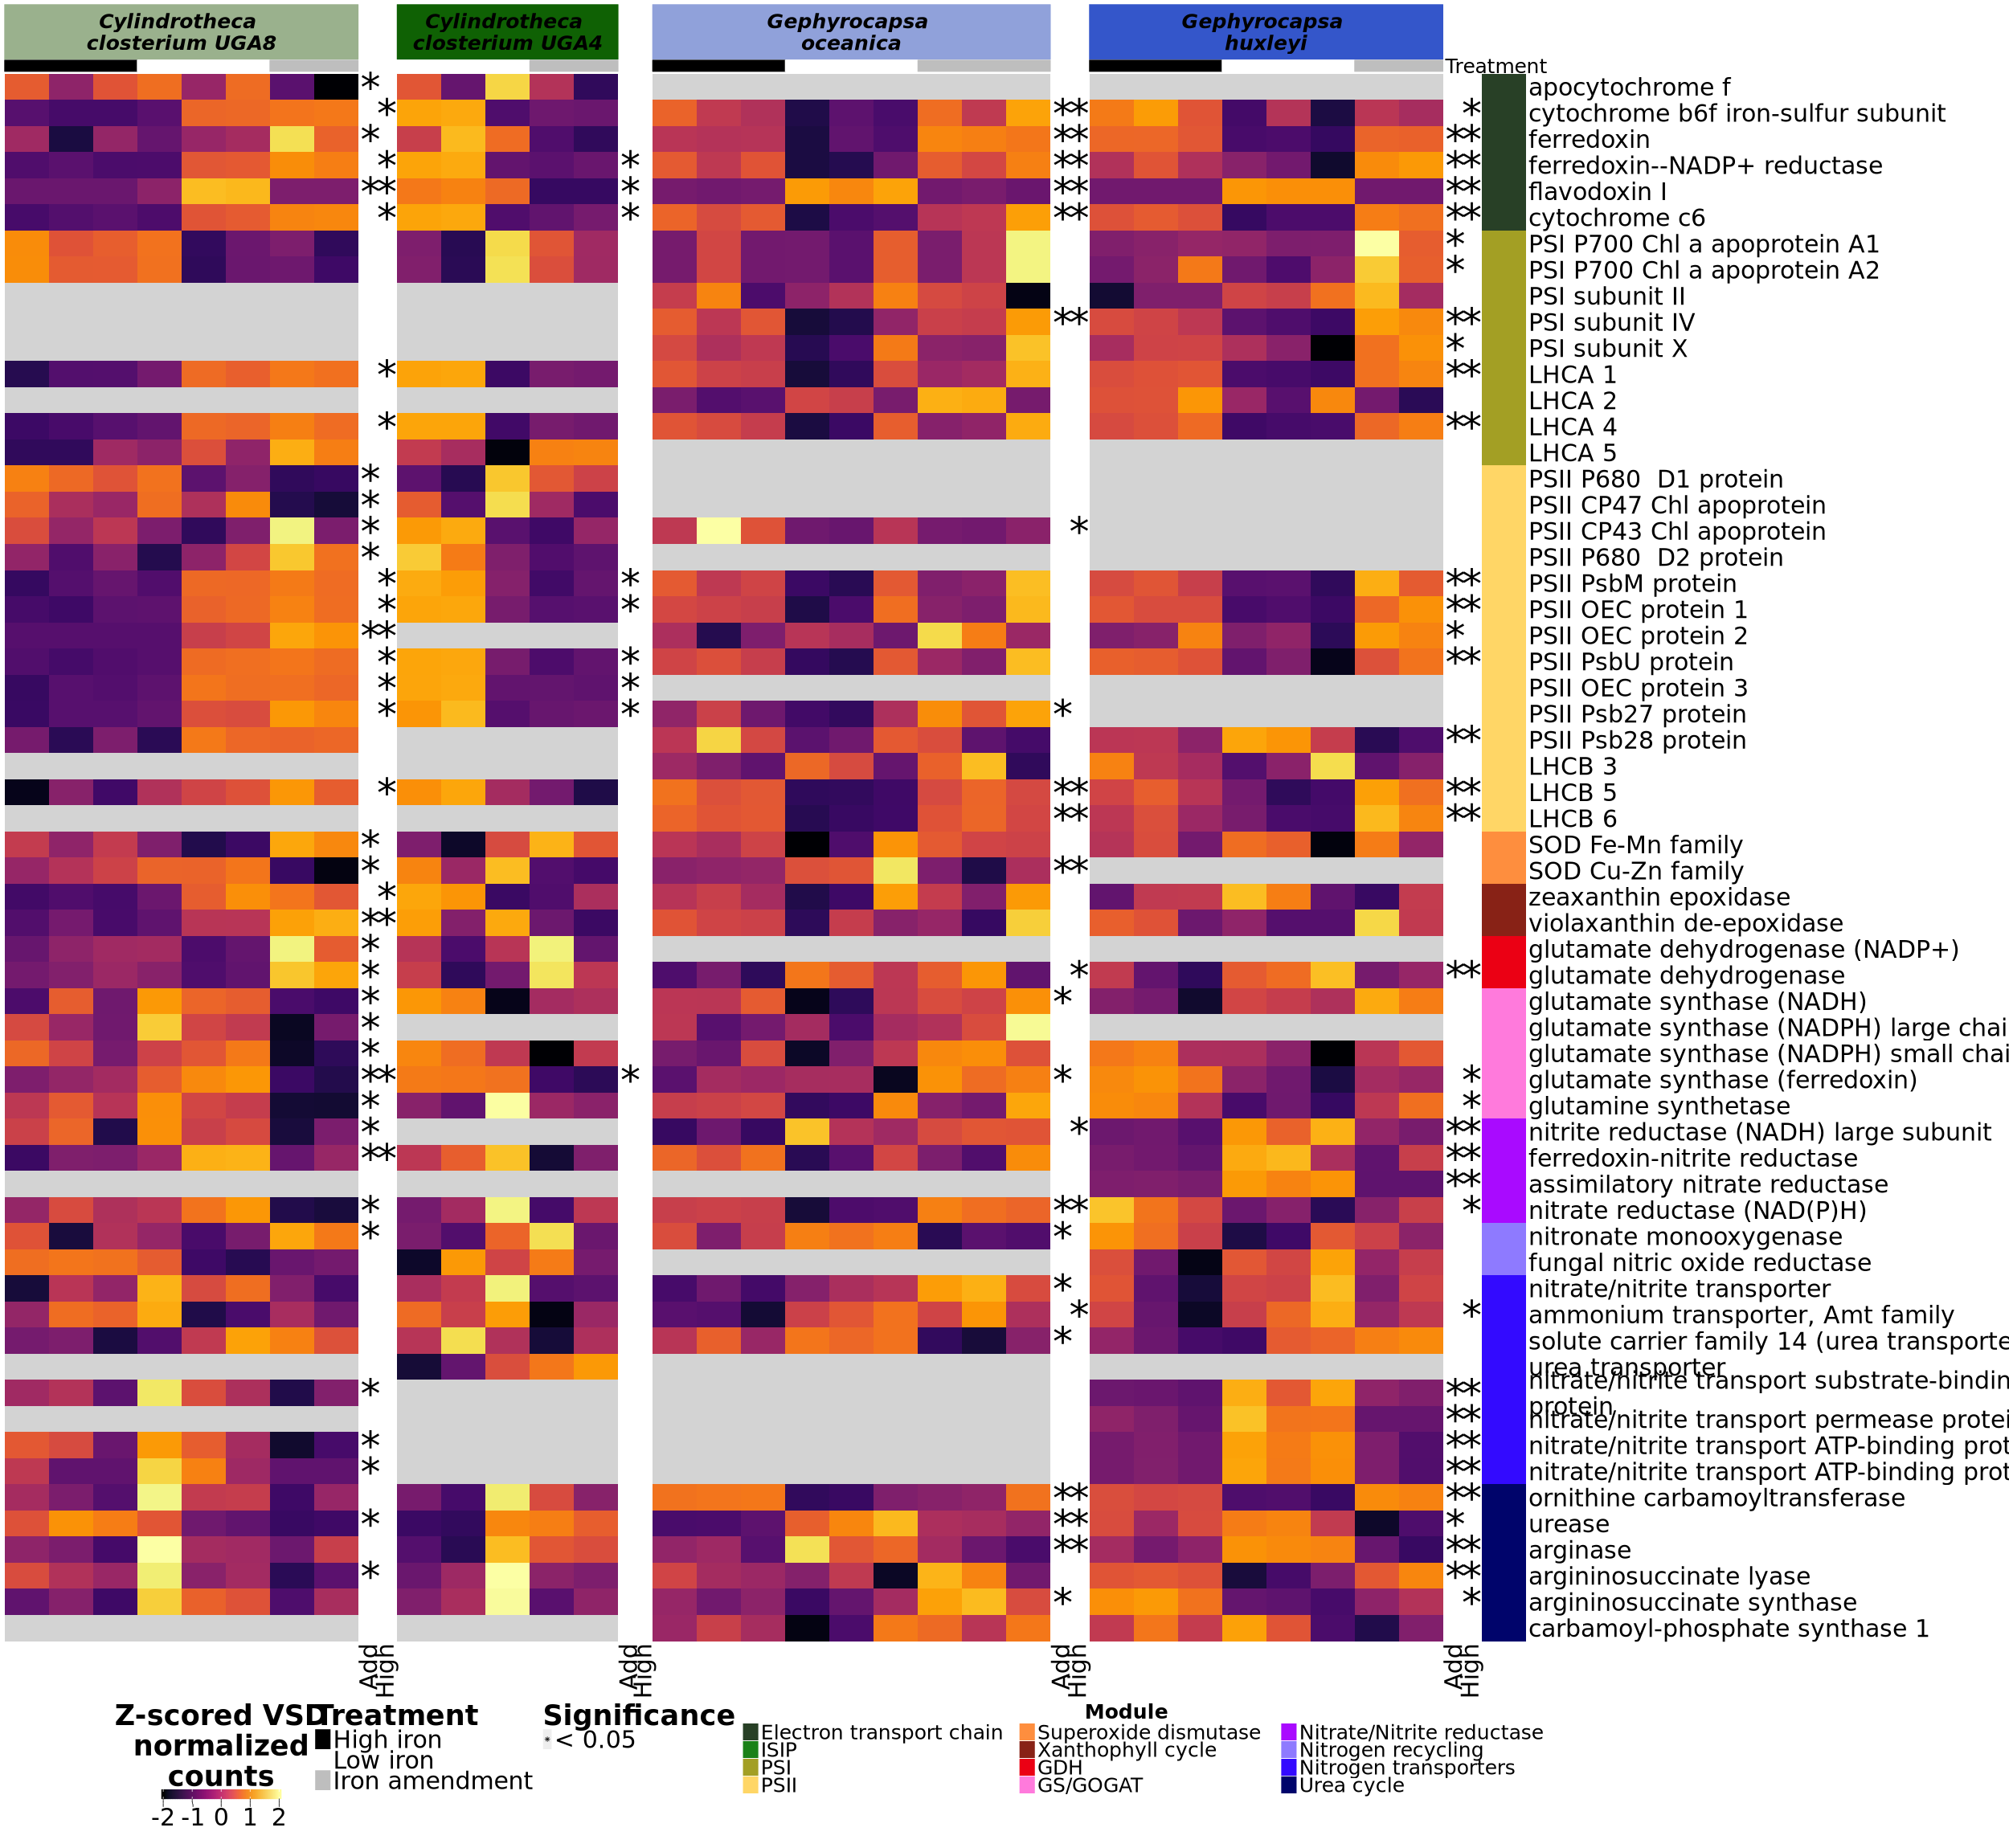 Cylindrotheca
closterium UGA8
Cylindrotheca
closterium UGA4
Gephyrocapsa
oceanica
Gephyrocapsa
huxleyi
Treatment
* apocytochrome f
* ** * cytochrome b6f iron-sulfur subunit
* ** ** ferredoxin
* * ** ** ferredoxin--NADP+ reductase
** * ** ** flavodoxin I
* * ** ** cytochrome c6
* PSI P700 Chl a apoprotein A1
* PSI P700 Chl a apoprotein A2
PSI subunit II
** ** PSI subunit IV
* PSI subunit X
* ** LHCA 1
LHCA 2
* ** LHCA 4
LHCA 5
* PSII P680  D1 protein
* PSII CP47 Chl apoprotein
* * PSII CP43 Chl apoprotein
* PSII P680  D2 protein
* * ** PSII PsbM protein
* * ** PSII OEC protein 1
** * PSII OEC protein 2
* * ** PSII PsbU protein
* * PSII OEC protein 3
* * * PSII Psb27 protein
** PSII Psb28 protein
LHCB 3
* ** ** LHCB 5
** ** LHCB 6
* SOD Fe-Mn family
* ** SOD Cu-Zn family
* zeaxanthin epoxidase
** violaxanthin de-epoxidase
* glutamate dehydrogenase (NADP+)
* * ** glutamate dehydrogenase
* * glutamate synthase (NADH)
* glutamate synthase (NADPH) large chai
* glutamate synthase (NADPH) small chai
** * * * glutamate synthase (ferredoxin)
* * glutamine synthetase
* * ** nitrite reductase (NADH) large subunit
** ** ferredoxin-nitrite reductase
** assimilatory nitrate reductase
* ** * nitrate reductase (NAD(P)H)
* * nitronate monooxygenase
fungal nitric oxide reductase
* nitrate/nitrite transporter
* * ammonium transporter, Amt family
* solute carrier family 14 (urea transporte
urea transporter
* ** nitrate/nitrite transport substrate-bindin
protein
** nitrate/nitrite transport permease protei
* ** nitrate/nitrite transport ATP-binding prot
* ** nitrate/nitrite transport ATP-binding prot
** ** ornithine carbamoyltransferase
* ** * urease
** ** arginase
* ** argininosuccinate lyase
* * argininosuccinate synthase
carbamoyl-phosphate synthase 1
Add High Add High Add High Add High
Z-scored VSD
normalized
counts
-2 -1 0 1 2
Treatment
High iron
Low iron
Iron amendment
Significance
* < 0.05
Module
Electron transport chain
ISIP
PSI
PSII
Superoxide dismutase
Xanthophyll cycle
GDH
GS/GOGAT
Nitrate/Nitrite reductase
Nitrogen recycling
Nitrogen transporters
Urea cycle